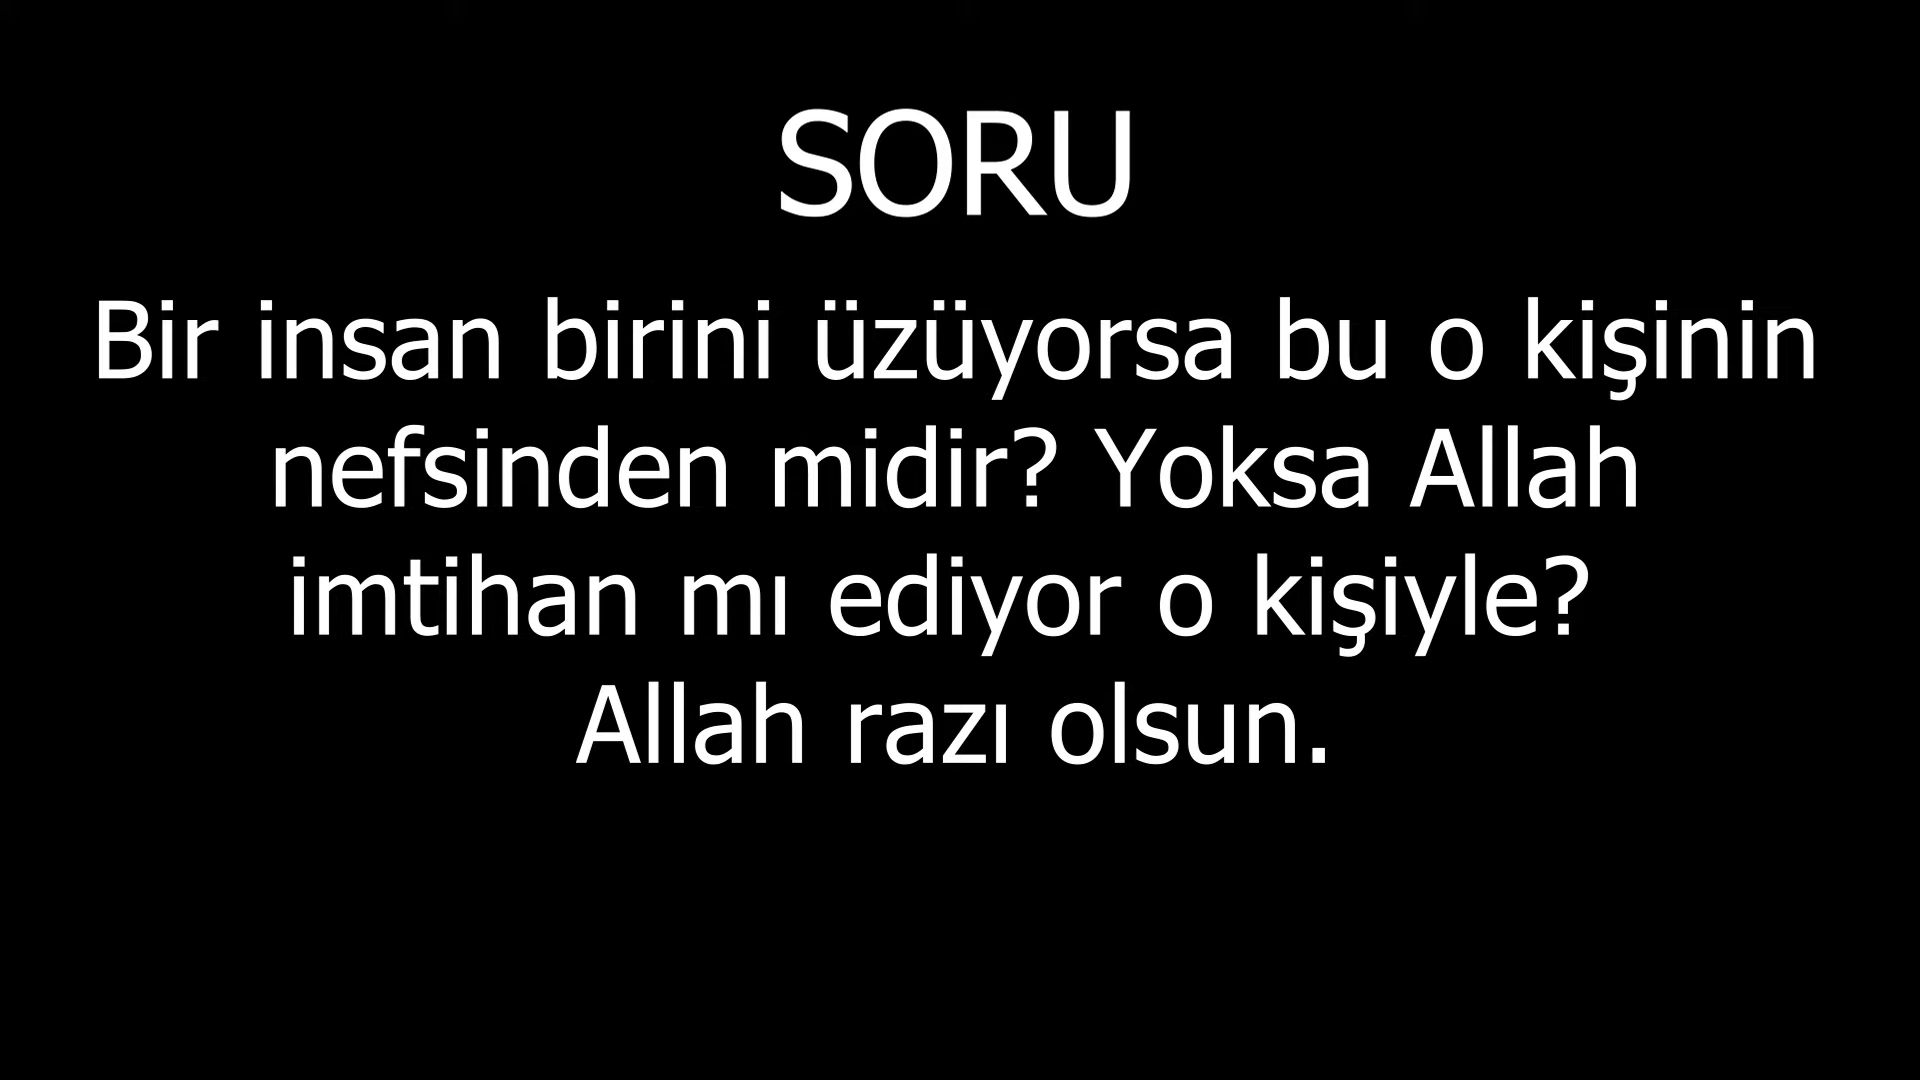 SORU
Bir insan birini üzüyorsa bu o kişinin
nefsinden midir? Yoksa Allah
imtihan mı ediyor o kişiyle?
Allah razı olsun.